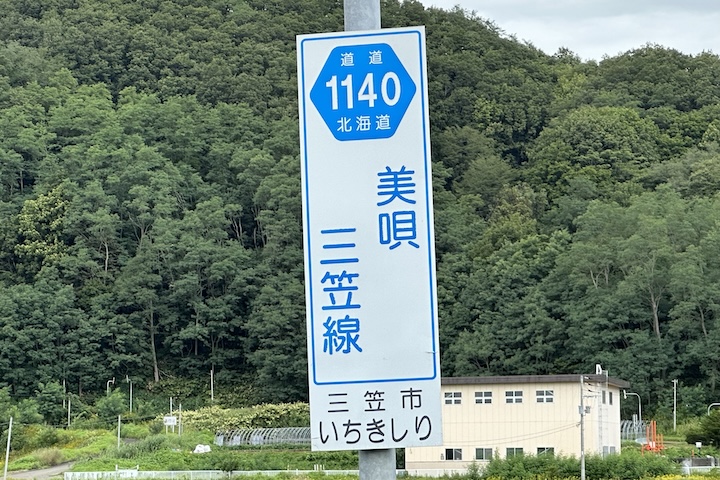 道道
1140
北海道
美唄
三笠線
三笠市
いちきしり